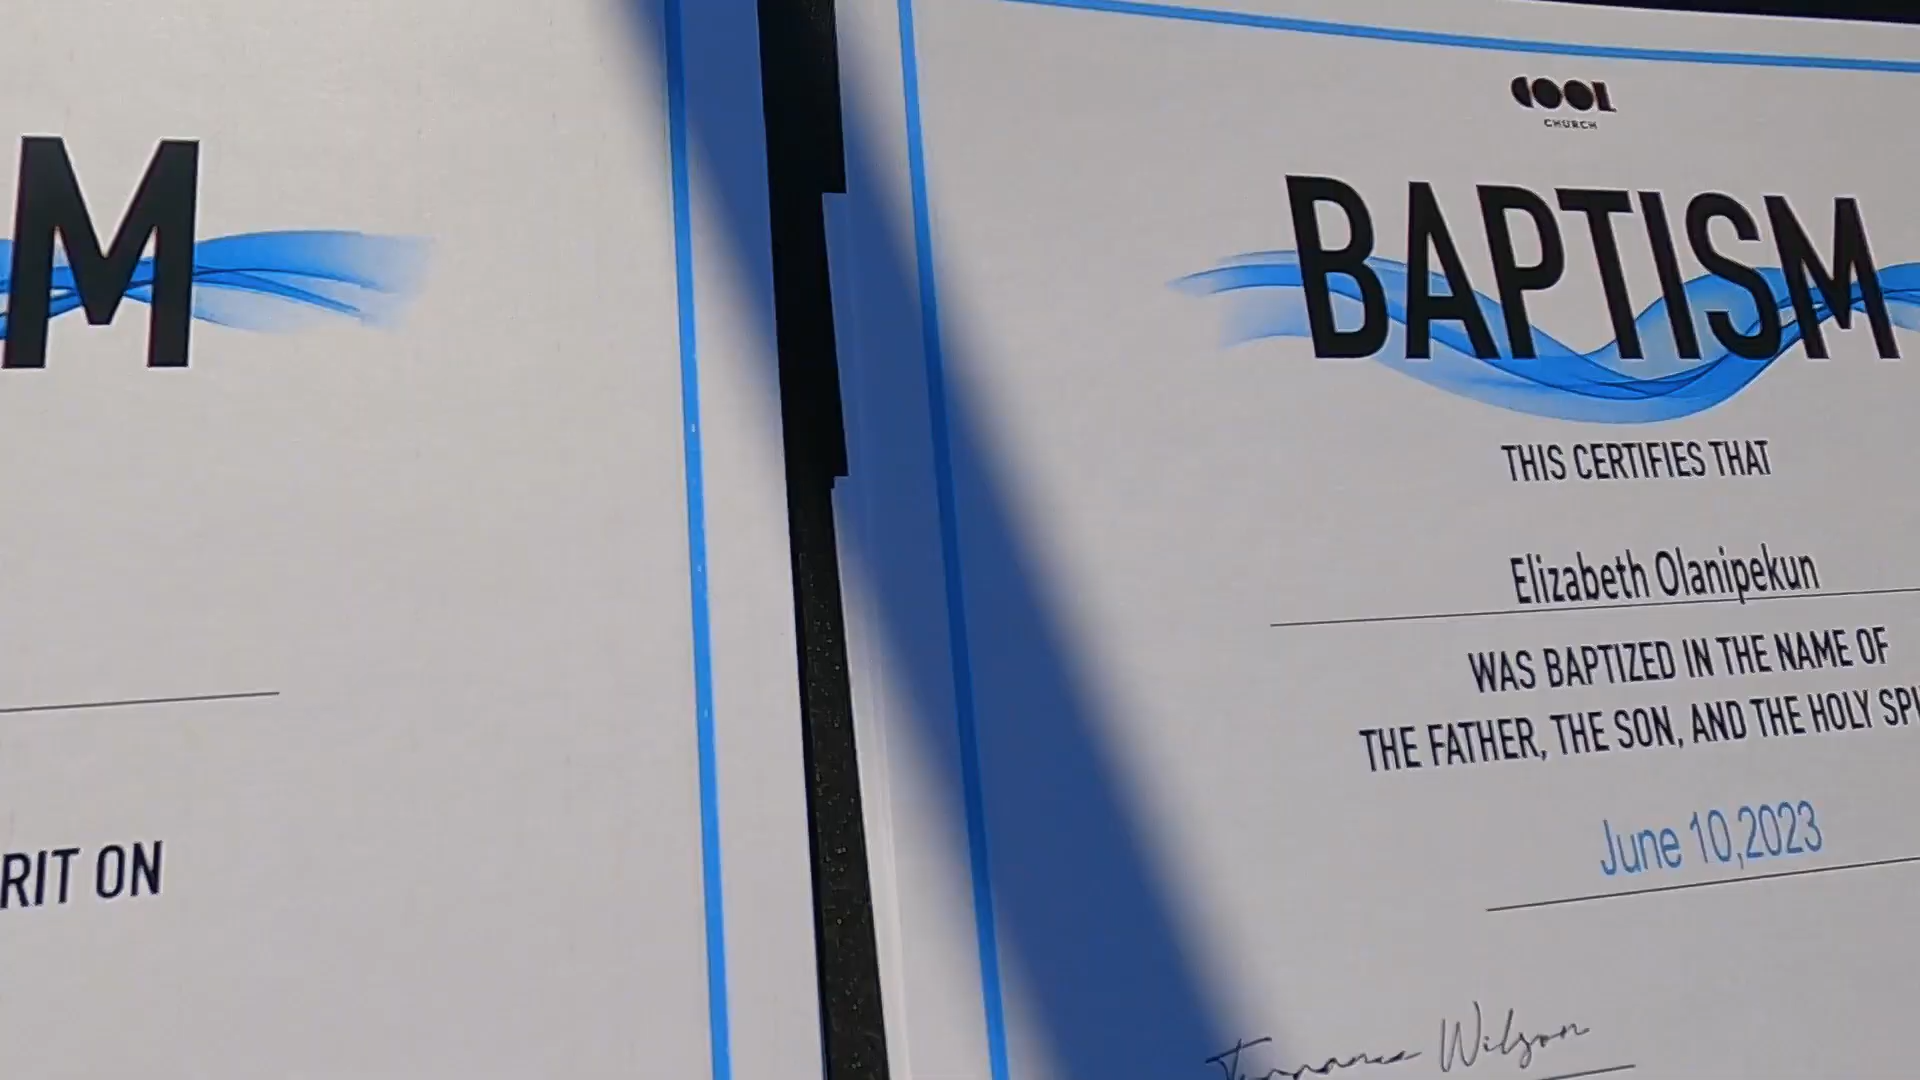 M
RIT ON
COOL
CHURCH
BAPTISM
THIS CERTIFIES THAT
Elizabeth Olanipekun
WAS BAPTIZED IN THE NAME OF
THE FATHER, THE SON, AND THE HOLY SPI
June 10,2023
Terrance Wilson